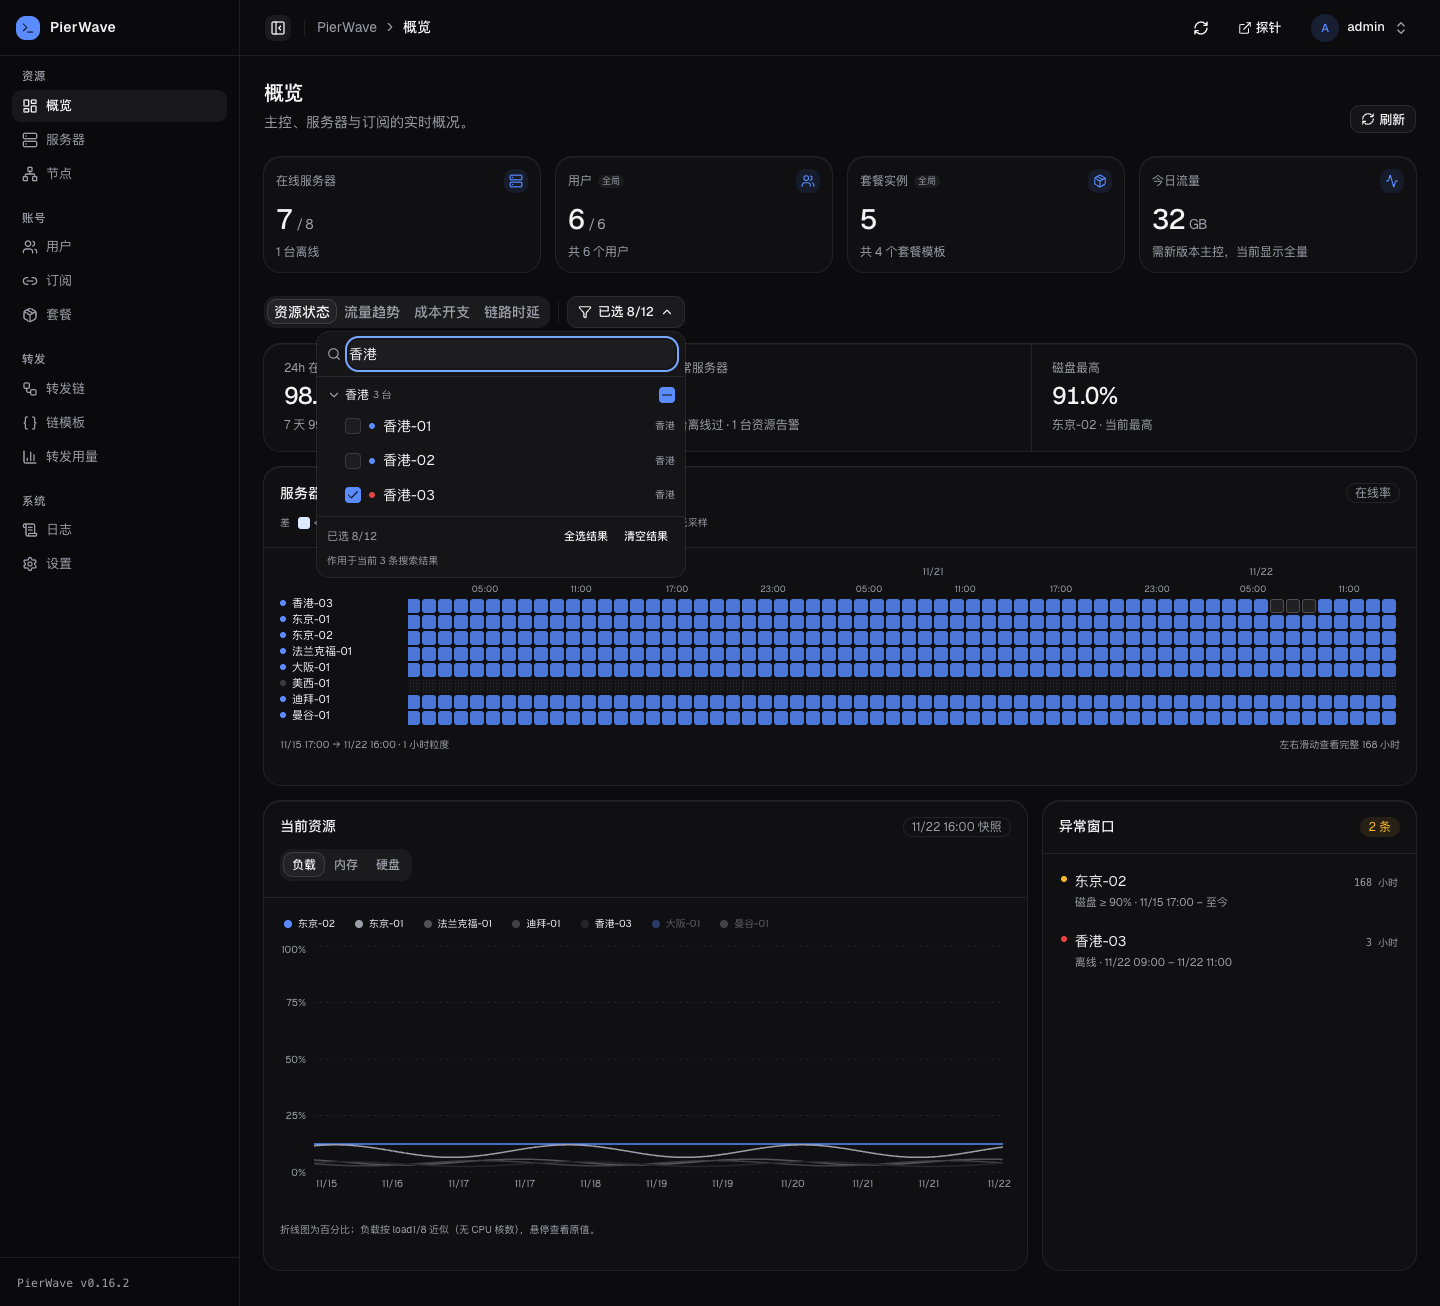 PierWave
PierWave > 概览
探针
A
admin
资源
概览
服务器
节点
账号
用户
订阅
套餐
转发
转发链
链模板
转发用量
系统
日志
设置
PierWave v0.16.2
概览
主控、服务器与订阅的实时概况。
刷新
在线服务器
7 / 8
1 台离线
用户 全局
6 / 6
共 6 个用户
套餐实例 全局
5
共 4 个套餐模板
今日流量
32 GB
需新版本主控，当前显示全量
资源状态 流量趋势 成本开支 链路时延
已选 8/12
香港
香港 3 台
香港-01 香港
香港-02 香港
香港-03 香港
已选 8/12 全选结果 清空结果
作用于当前 3 条搜索结果
24h 在
98.
7 天 9
常服务器
离线过 · 1 台资源告警
磁盘最高
91.0%
东京-02 · 当前最高
服务器
在线率
差
采样
11/21 11/22
05:00 11:00 17:00 23:00 05:00 11:00 17:00 23:00 05:00 11:00
香港-03
东京-01
东京-02
法兰克福-01
大阪-01
美西-01
迪拜-01
曼谷-01
11/15 17:00 → 11/22 16:00 · 1 小时粒度
左右滑动查看完整 168 小时
当前资源
11/22 16:00 快照
负载 内存 硬盘
东京-02 东京-01 法兰克福-01 迪拜-01 香港-03 大阪-01 曼谷-01
100%
75%
50%
25%
0%
11/15 11/16 11/17 11/17 11/18 11/19 11/19 11/20 11/21 11/21 11/22
折线图为百分比；负载按 load1/8 近似（无 CPU 核数），悬停查看原值。
异常窗口
2 条
东京-02 168 小时
磁盘 ≥ 90% · 11/15 17:00 – 至今
香港-03 3 小时
离线 · 11/22 09:00 – 11/22 11:00